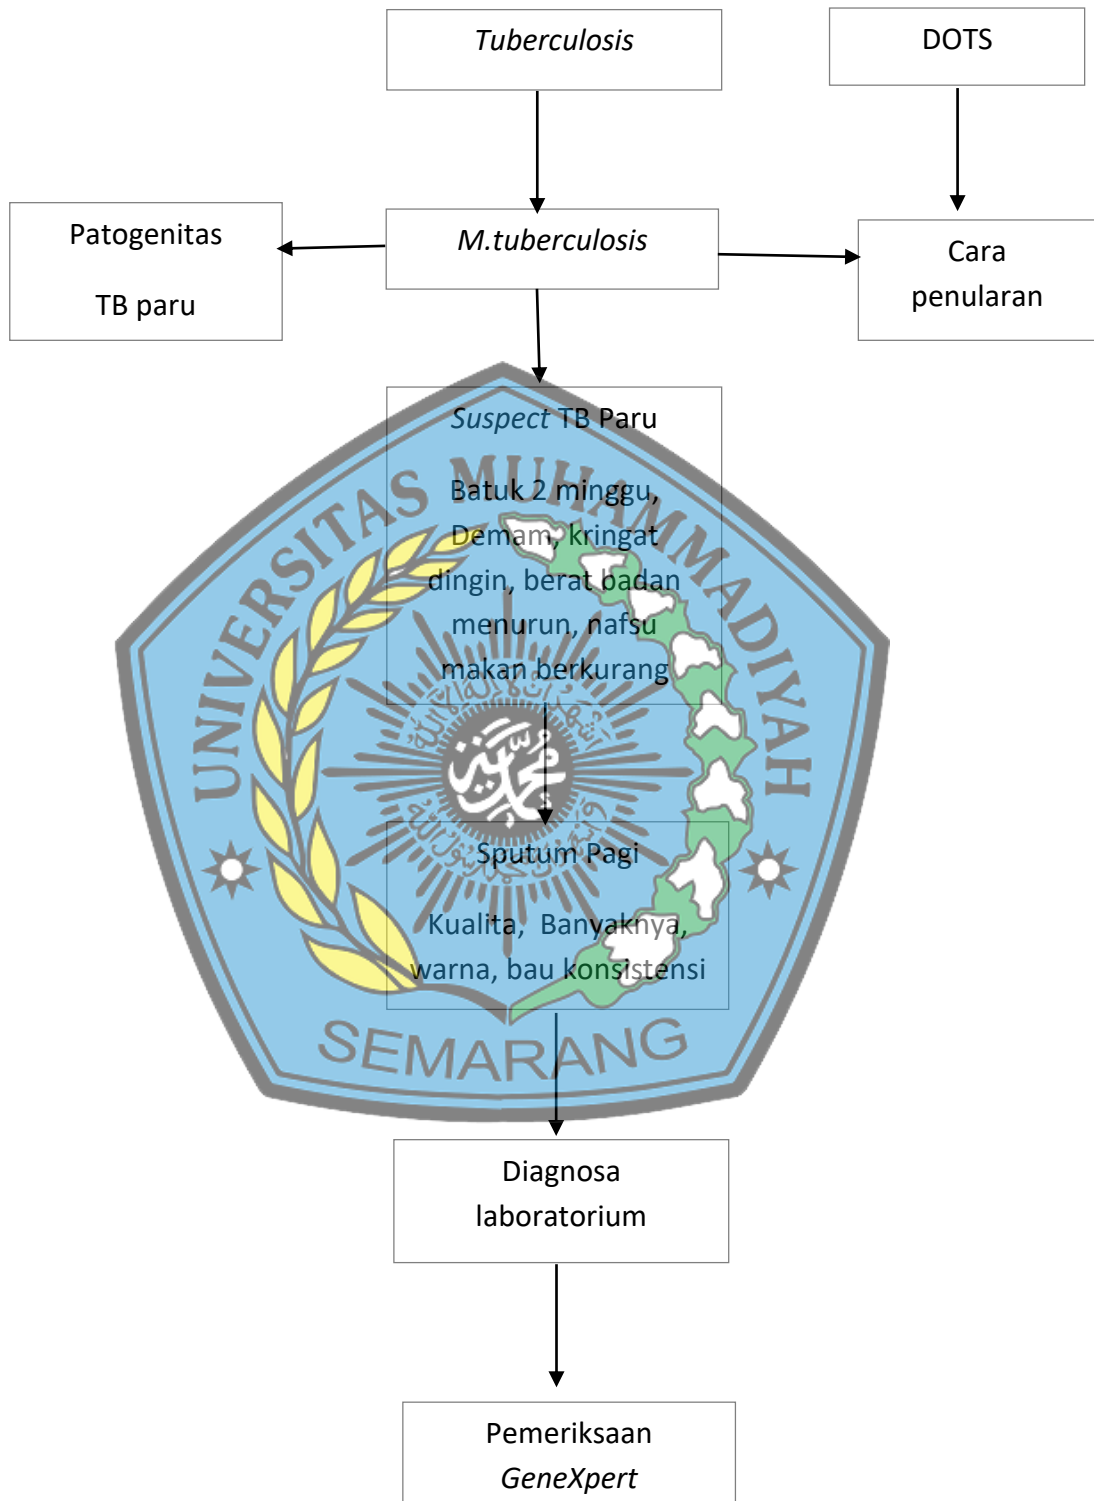 Tuberculosis
DOTS
Patogenitas
TB paru
M.tuberculosis
Cara
penularan
Suspect TB Paru
Batuk 2 minggu,
Demam, kringat
dingin, berat badan
menurun, nafsu
makan berkurang
UNIVERSITAS MUHAMMADIYAH
محمد
Sputum Pagi
Kualita, Banyaknya,
warna, bau konsistensi
SEMARANG
Diagnosa
laboratorium
Pemeriksaan
GeneXpert